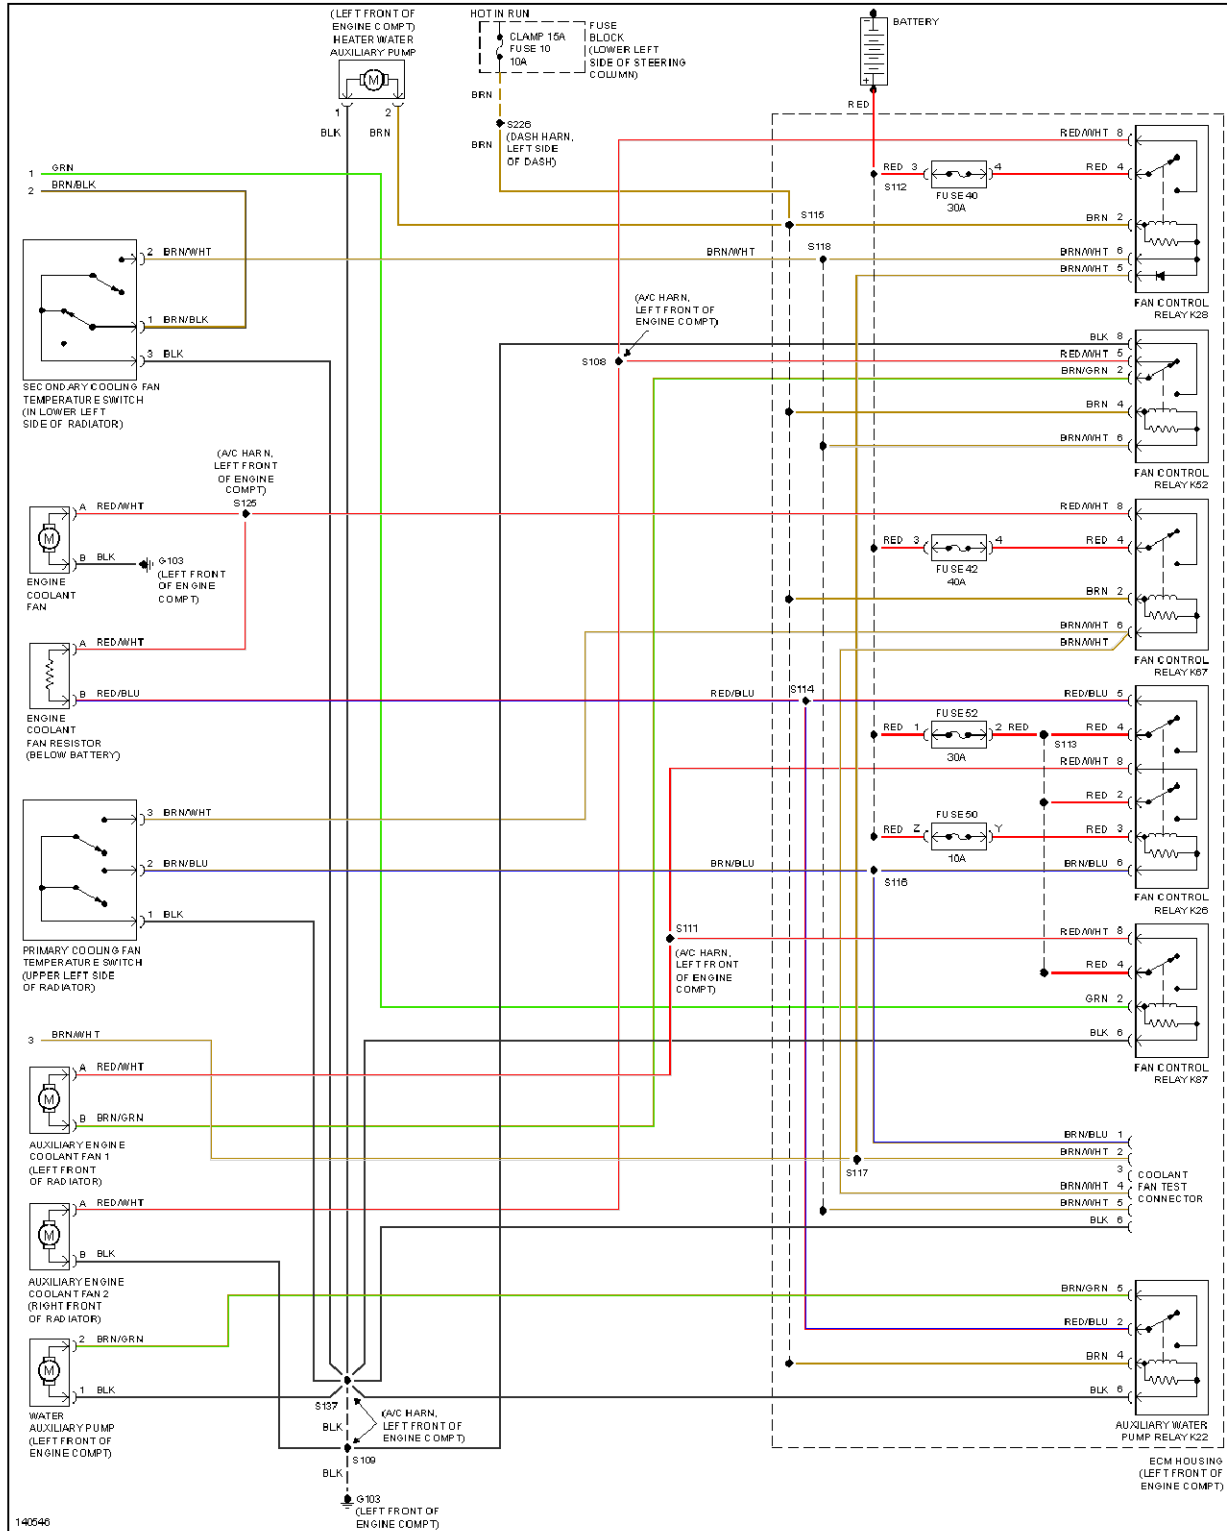 (LEFT FRONT OF
ENGINE COMPT)
HEATER WATER
AUXILIARY PUMP
M
1
2
BLK
BRN
HOT IN RUN
CLAMP 15A
FUSE 10
10A
FUSE
BLOCK
(LOWER LEFT
SIDE OF STEERING
COLUMN)
BRN
S226
(DASH HARN,
LEFT SIDE
OF DASH)
BRN
BATTERY
RED
1 GRN
2 BRN/BLK
2 BRN/WHT
1 BRN/BLK
3 BLK
SECONDARY COOLING FAN
TEMPERATURE SWITCH
(IN LOWER LEFT
SIDE OF RADIATOR)
BRN/WHT
S115
S118
RED 3
S112
4
FUSE 40
30A
RED/WHT 8
RED 4
BRN 2
BRN/WHT 6
BRN/WHT 5
FAN CONTROL
RELAY K28
(A/C HARN,
LEFT FRONT OF
ENGINE COMPT)
S108
BLK 8
RED/WHT 5
BRN/GRN 2
BRN 4
BRN/WHT 6
FAN CONTROL
RELAY K52
(A/C HARN,
LEFT FRONT
OF ENGINE
COMPT)
S125
A RED/WHT
M
B BLK
G103
(LEFT FRONT
OF ENGINE
COMPT)
ENGINE
COOLANT
FAN
RED 3
4
FUSE 42
40A
RED/WHT 8
RED 4
BRN 2
BRN/WHT 6
BRN/WHT
FAN CONTROL
RELAY K67
A RED/WHT
B RED/BLU
ENGINE
COOLANT
FAN RESISTOR
(BELOW BATTERY)
RED/BLU
S114
RED 1
FUSE 52
2 RED
30A
S113
RED Z
FUSE 50
Y
10A
RED/BLU 5
RED 4
RED/WHT 8
RED 2
RED 3
BRN/BLU 6
FAN CONTROL
RELAY K26
3 BRN/WHT
2 BRN/BLU
1 BLK
BRN/BLU
S116
PRIMARY COOLING FAN
TEMPERATURE SWITCH
(UPPER LEFT SIDE
OF RADIATOR)
S111
(A/C HARN,
LEFT FRONT
OF ENGINE
COMPT)
RED/WHT 8
RED 4
GRN 2
BLK 6
FAN CONTROL
RELAY K87
3 BRN/WHT
A RED/WHT
M
B BRN/GRN
AUXILIARY ENGINE
COOLANT FAN 1
(LEFT FRONT
OF RADIATOR)
S117
BRN/BLU 1
BRN/WHT 2
3
BRN/WHT 4
BRN/WHT 5
BLK 6
COOLANT
FAN TEST
CONNECTOR
A RED/WHT
M
B BLK
AUXILIARY ENGINE
COOLANT FAN 2
(RIGHT FRONT
OF RADIATOR)
2 BRN/GRN
M
1 BLK
WATER
AUXILIARY PUMP
(LEFT FRONT OF
ENGINE COMPT)
S137
(A/C HARN,
LEFT FRONT OF
ENGINE COMPT)
BLK
S109
BLK
G103
(LEFT FRONT OF
ENGINE COMPT)
BRN/GRN 5
RED/BLU 2
BRN 4
BLK 6
AUXILIARY WATER
PUMP RELAY K22
ECM HOUSING
(LEFT FRONT OF
ENGINE COMPT)
140546